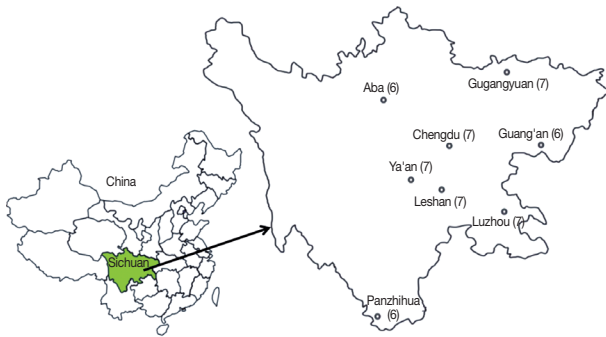 Aba (6)
Gugangyuan (7)
Chengdu (7)
Guang'an (6)
Ya'an (7)
China
Leshan (7)
Luzhou (7)
Sichuan
Panzhihua
(6)